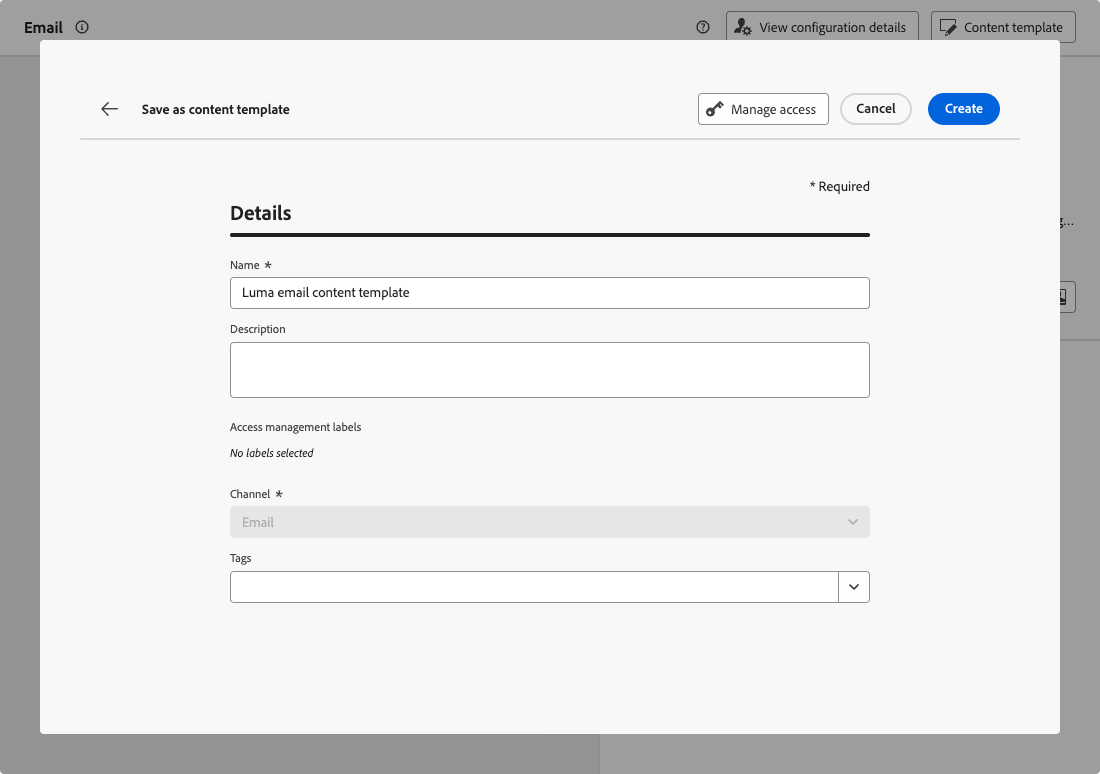 Email
View configuration details
Content template
Save as content template
Manage access
Cancel
Create
* Required
Details
Name *
Luma email content template
Description
Access management labels
No labels selected
Channel *
Email
Tags